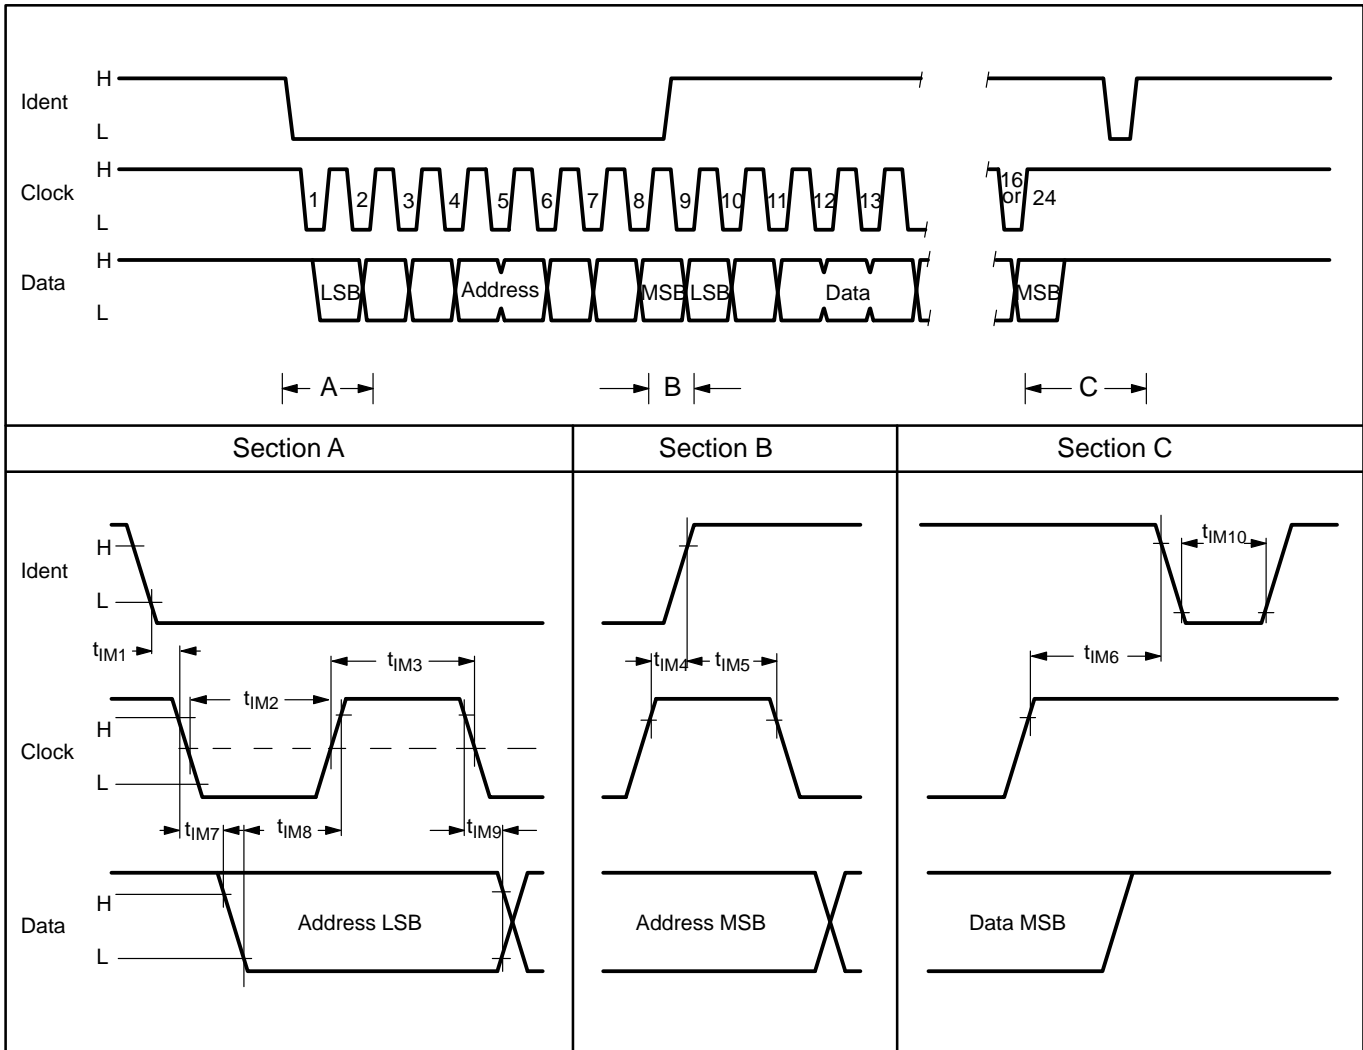 H
Ident
L
H
Clock
L
1 2 3 4 5 6 7 8 9 10 11 12 13
16
or 24
H
Data
L
LSB Address MSB LSB Data MSB
A B C
Section A Section B Section C
H
Ident
L
tIM1 tIM3
tIM2
H
Clock
L
tIM7 tIM8 tIM9
H
Data
L
Address LSB
tIM4 tIM5
Address MSB
tIM10
tIM6
Data MSB